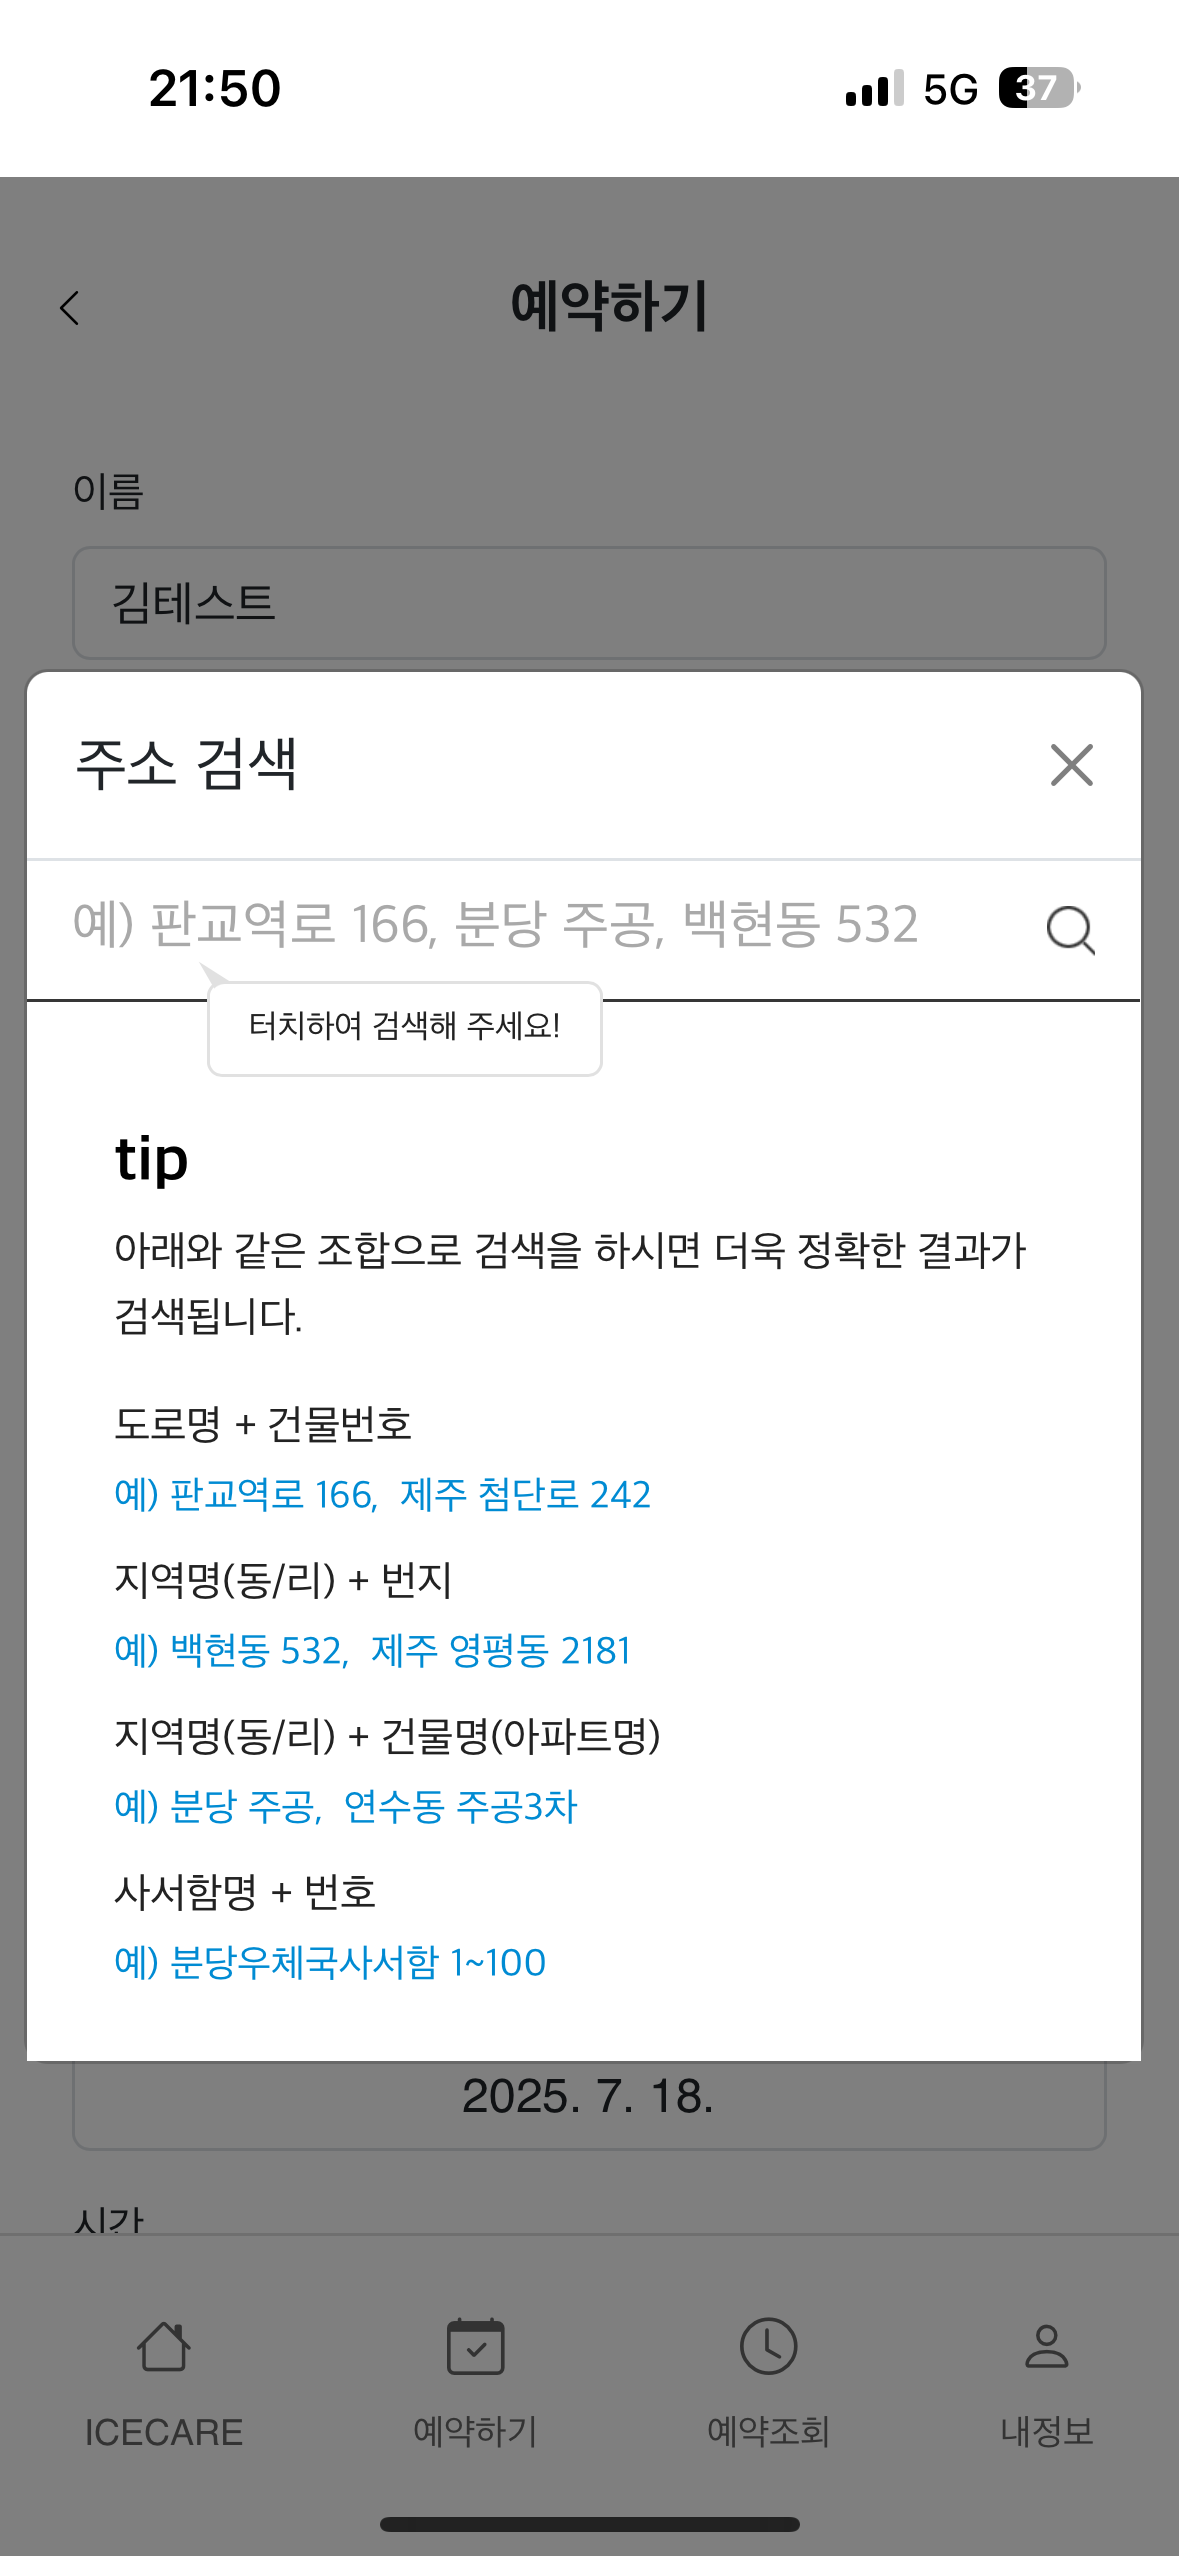 21:50
5G
37
예약하기
이름
김테스트
주소 검색
예) 판교역로 166, 분당 주공, 백현동 532
터치하여 검색해 주세요!
tip
아래와 같은 조합으로 검색을 하시면 더욱 정확한 결과가
검색됩니다.
도로명 + 건물번호
예) 판교역로 166, 제주 첨단로 242
지역명(동/리) + 번지
예) 백현동 532, 제주 영평동 2181
지역명(동/리) + 건물명(아파트명)
예) 분당 주공, 연수동 주공3차
사서함명 + 번호
예) 분당우체국사서함 1~100
2025. 7. 18.
시간
ICECARE
예약하기
예약조회
내정보